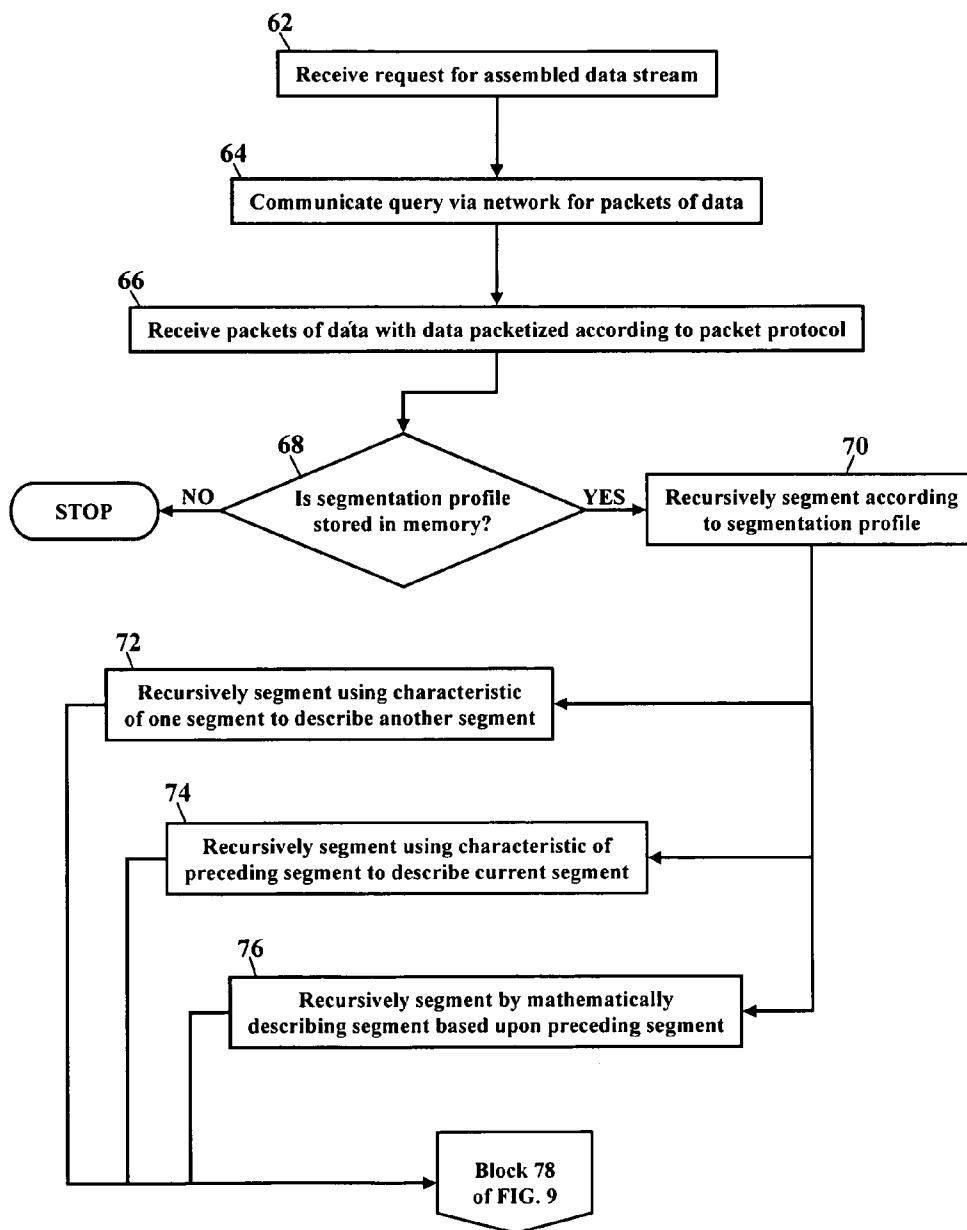 62
Receive request for assembled data stream
64
Communicate query via network for packets of data
66
Receive packets of data with data packetized according to packet protocol
68
Is segmentation profile
stored in memory?
NO
STOP
YES
70
Recursively segment according
to segmentation profile
72
Recursively segment using characteristic
of one segment to describe another segment
74
Recursively segment using characteristic of
preceding segment to describe current segment
76
Recursively segment by mathematically
describing segment based upon preceding segment
Block 78
of FIG. 9